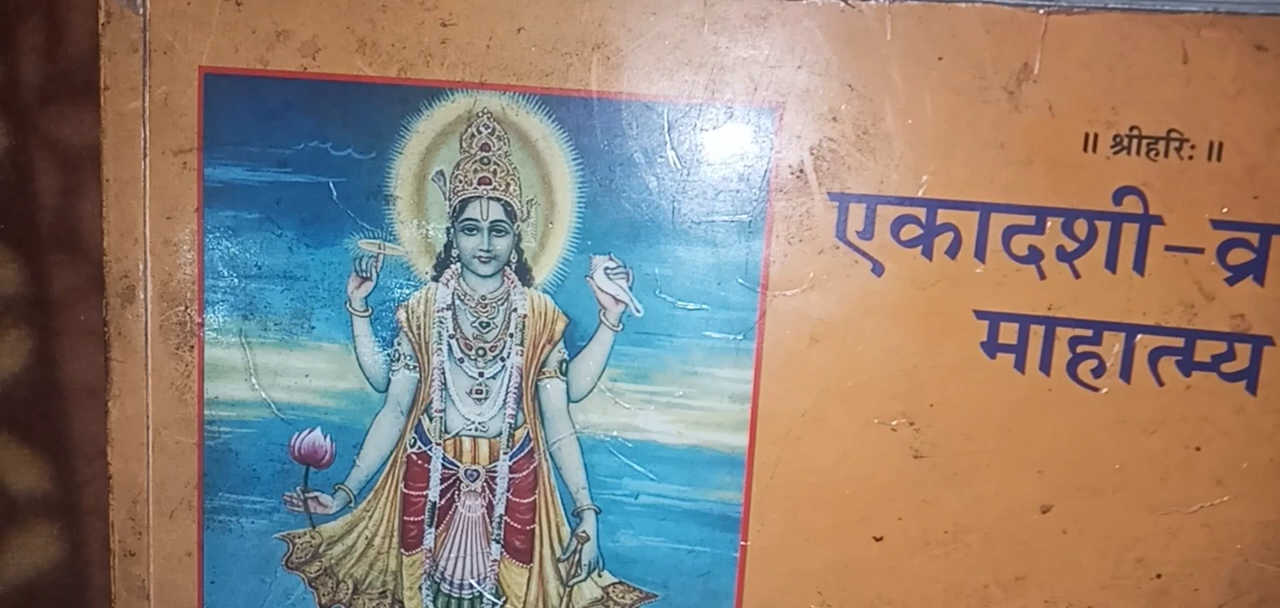 ॥ श्रीहरिः ॥
एकादशी-व्र
माहात्म्य